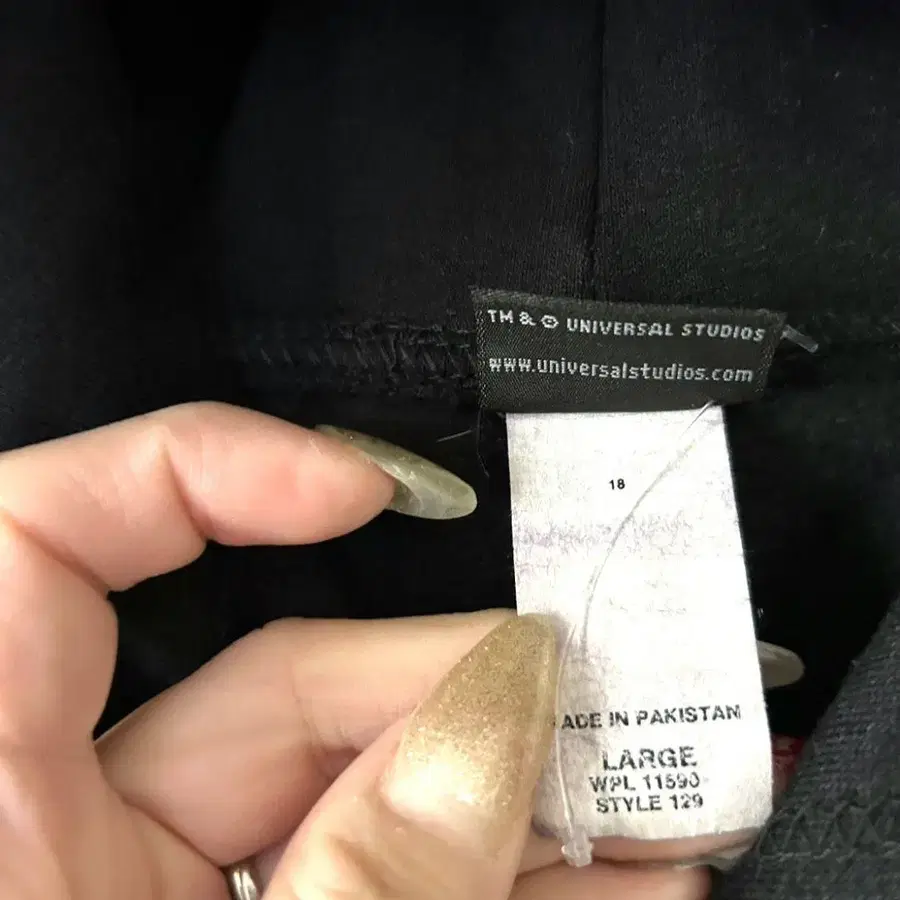 TM & © UNIVERSAL STUDIOS
www.universalstudios.com
18
ADE IN PAKISTAN
LARGE
WPL 11590
STYLE 129